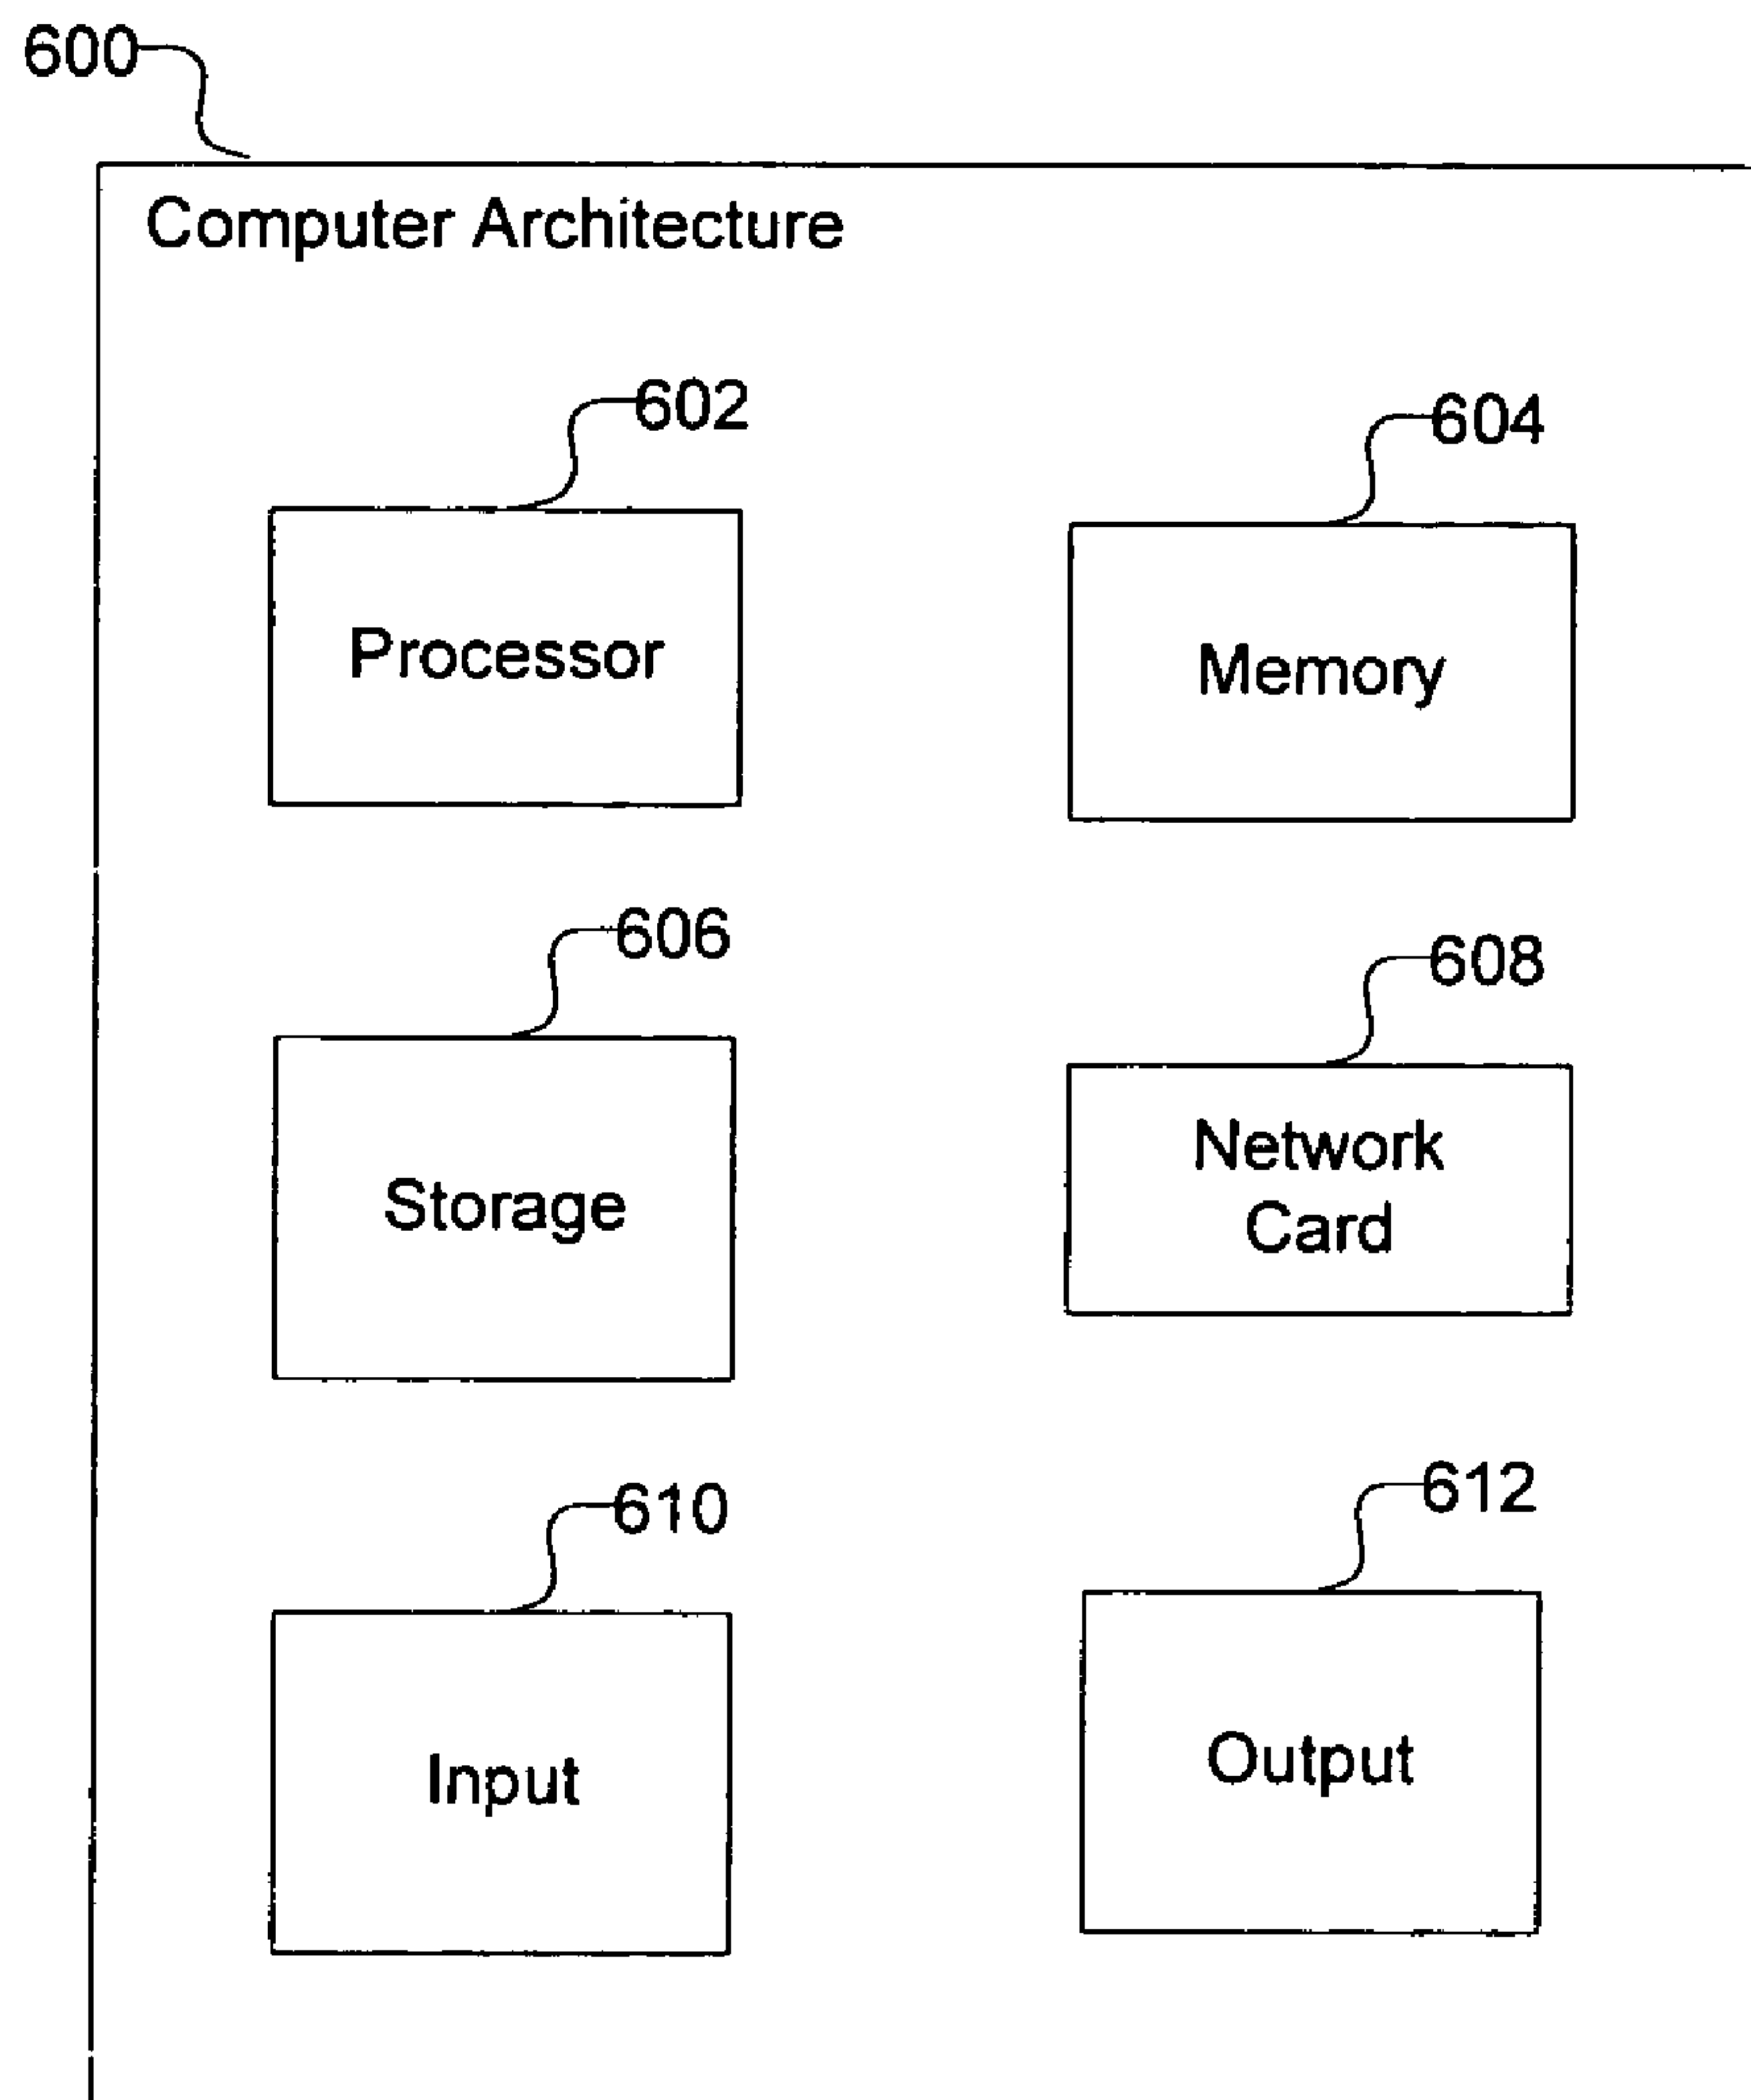 600
Computer Architecture
602
604
Processor
Memory
606
608
Storage
Network
Card
610
612
Input
Output